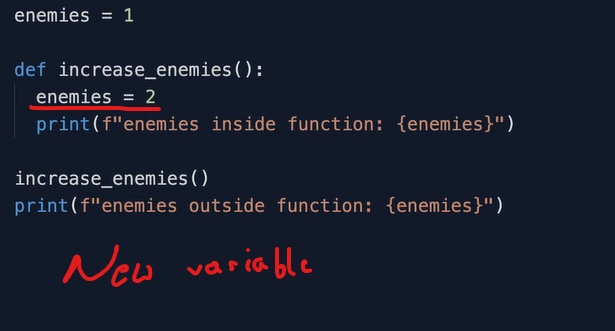 enemies = 1
def increase_enemies():
enemies = 2
print(f"enemies inside function: {enemies}")
increase_enemies()
print(f"enemies outside function: {enemies}")
New variable